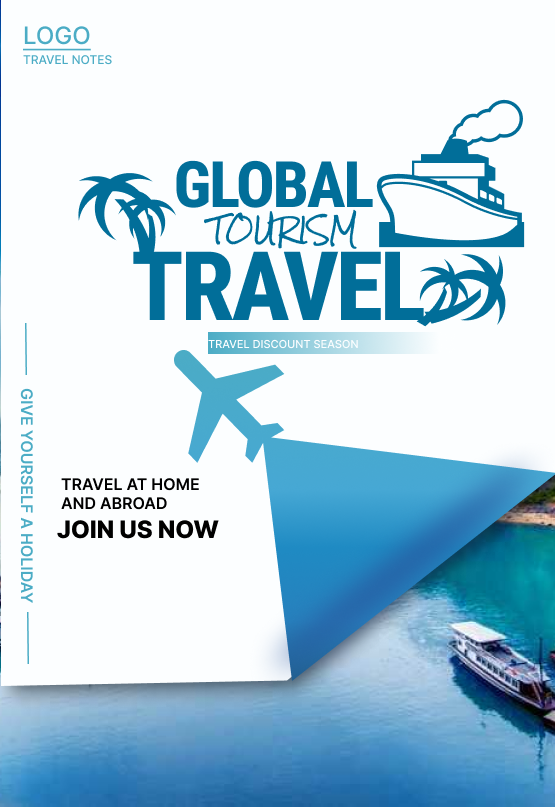 LOGO
TRAVEL NOTES
GLOBAL
TOURISM
TRAVEL
TRAVEL DISCOUNT SEASON
GIVE YOURSELF A HOLIDAY
TRAVEL AT HOME
AND ABROAD
JOIN US NOW